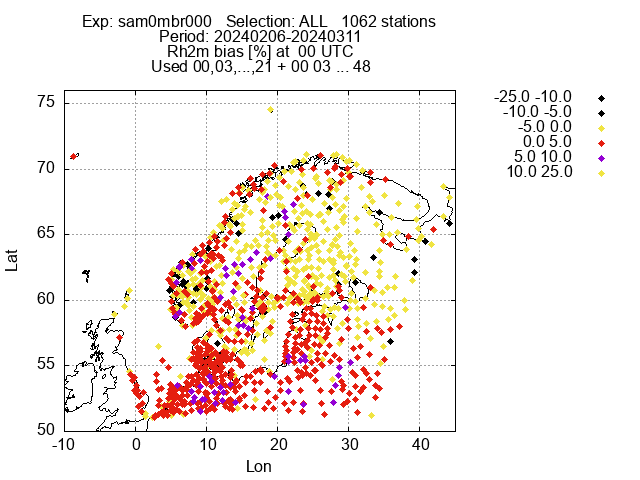 Exp: sam0mbr000 Selection: ALL 1062 stations
Period: 20240206-20240311
Rh2m bias [%] at 00 UTC
Used 00,03,...,21 + 00 03 ... 48
-25.0 -10.0
-10.0 -5.0
-5.0 0.0
0.0 5.0
5.0 10.0
10.0 25.0
75
70
65
60
55
50
Lat
-10 0 10 20 30 40
Lon